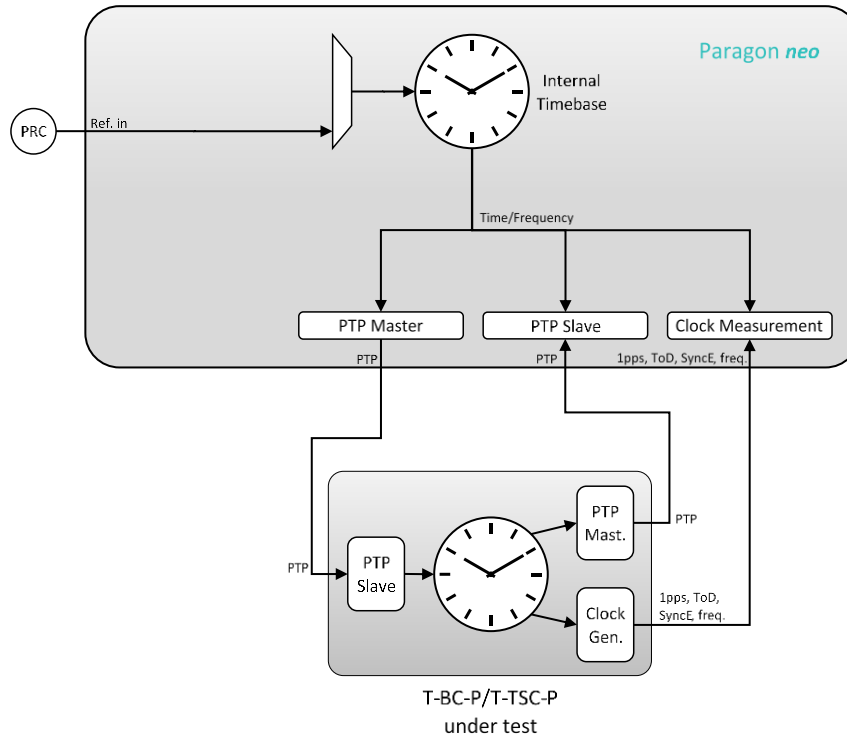 Paragon neo
Internal
Timebase
PRC
Ref. in
Time/Frequency
PTP Master
PTP Slave
Clock Measurement
PTP
PTP
1pps, ToD, SyncE, freq.
PTP
Mast.
PTP
PTP
PTP
Slave
Clock
Gen.
1pps, ToD,
SyncE, freq.
T-BC-P/T-TSC-P
under test